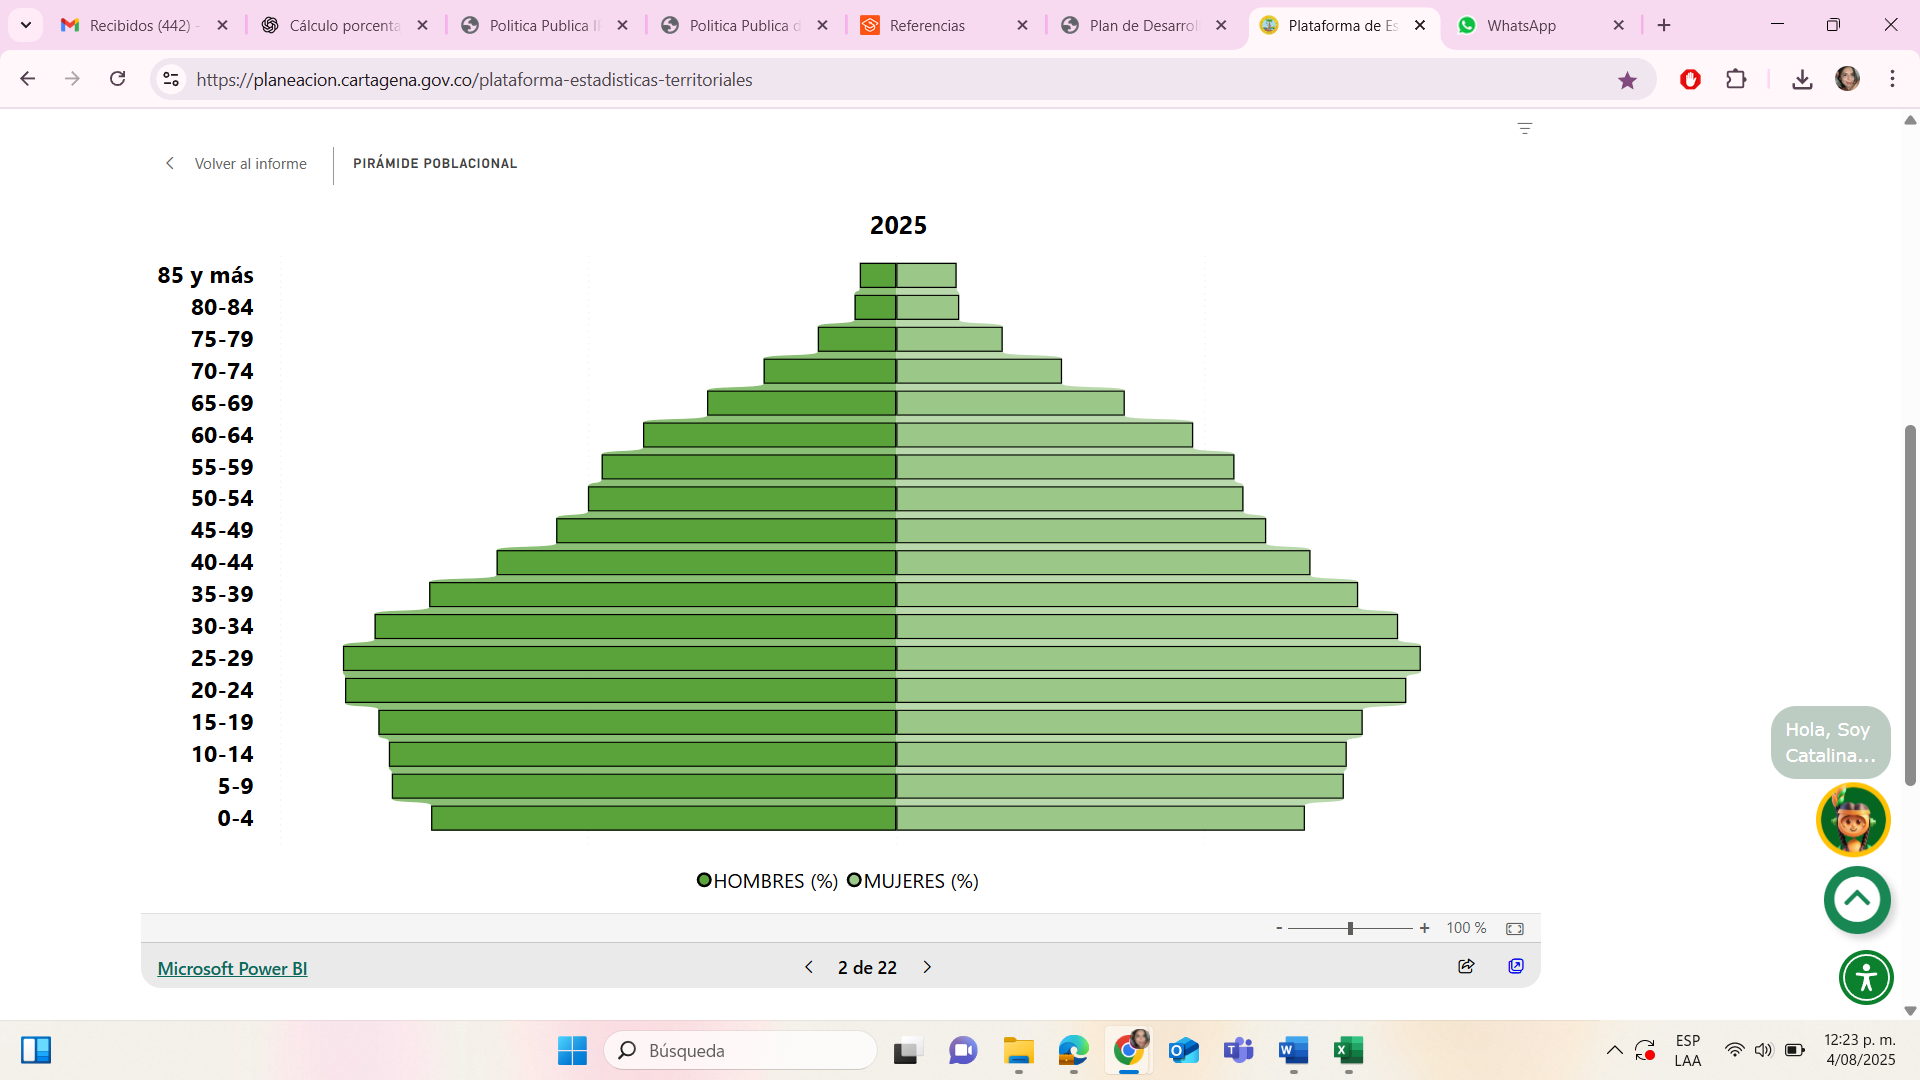 Recibidos (442) -
Cálculo porcenta
Politica Publica I
Politica Publica d
Referencias
Plan de Desarroll
Plataforma de Es
WhatsApp
https://planeacion.cartagena.gov.co/plataforma-estadisticas-territoriales
Volver al informe
PIRÁMIDE POBLACIONAL
2025
85 y más
80-84
75-79
70-74
65-69
60-64
55-59
50-54
45-49
40-44
35-39
30-34
25-29
20-24
15-19
10-14
5-9
0-4
HOMBRES (%) MUJERES (%)
Hola, Soy
Catalina...
- + 100 %
Microsoft Power BI
2 de 22
Búsqueda
ESP
LAA
12:23 p. m.
4/08/2025